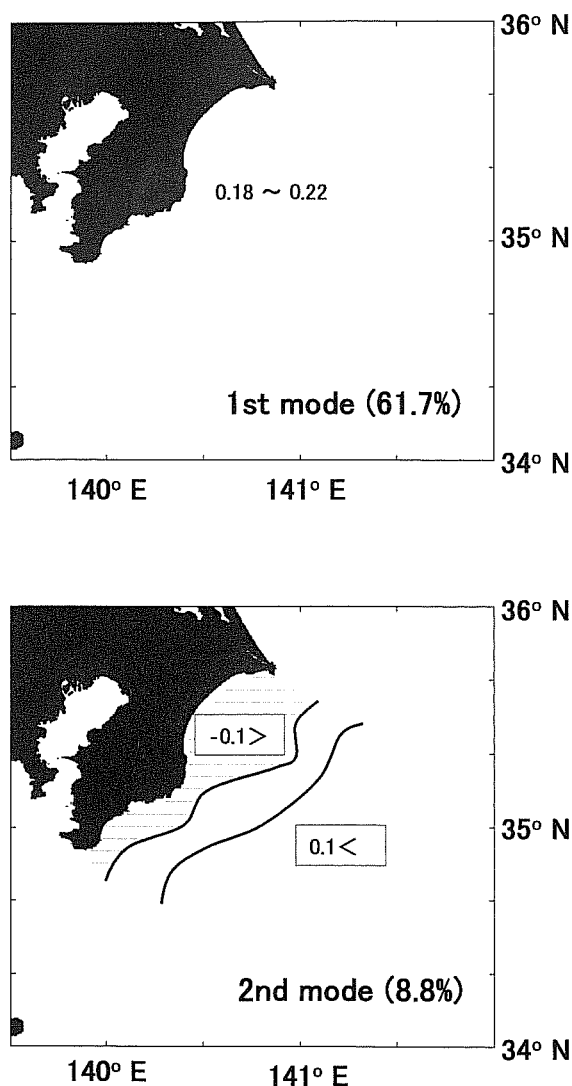 36° N
0.18 ～ 0.22
35° N
1st mode (61.7%)
34° N
140° E 141° E
36° N
-0.1＞
35° N
0.1＜
2nd mode (8.8%)
34° N
140° E 141° E